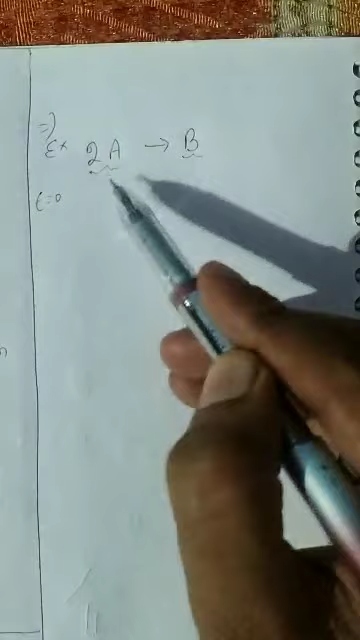 =)
Ex 2A → B
t=0